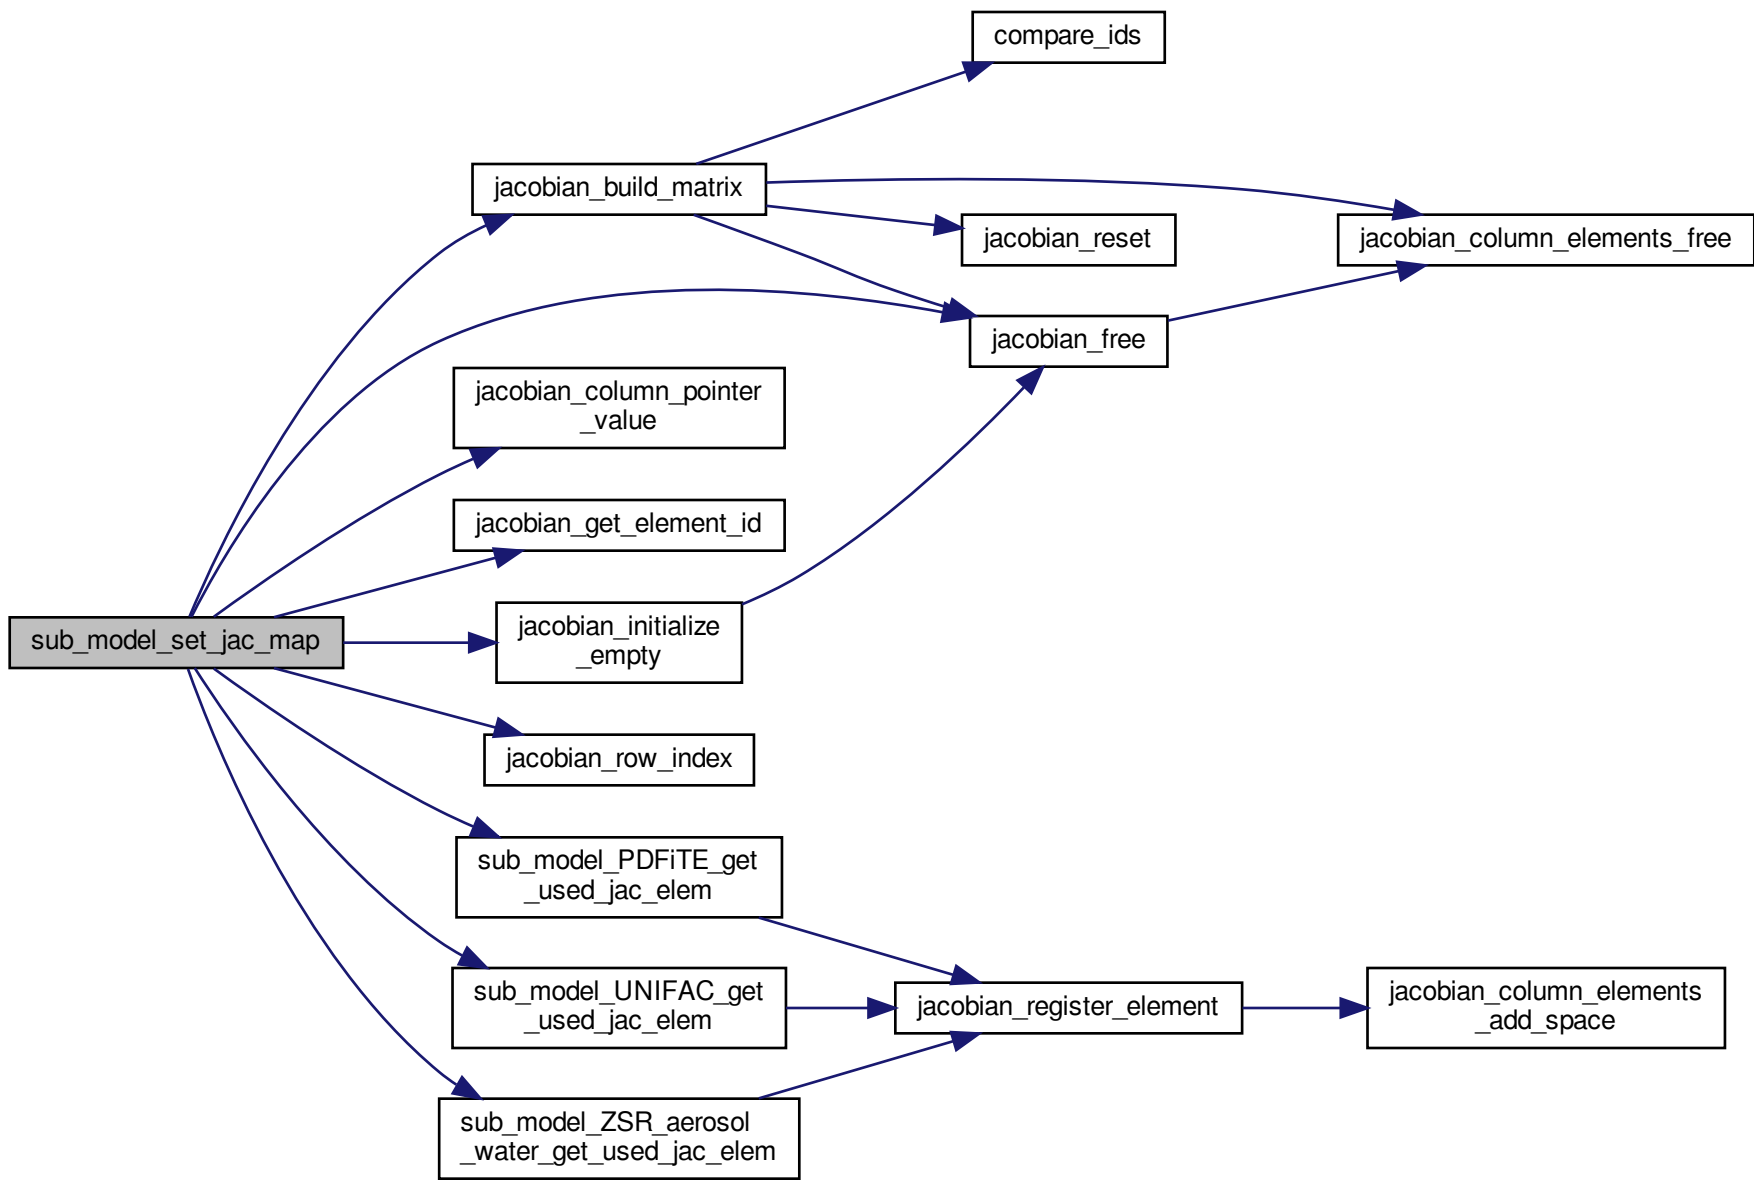 compare_ids
jacobian_build_matrix
jacobian_reset
jacobian_column_elements_free
jacobian_free
jacobian_column_pointer
_value
jacobian_get_element_id
sub_model_set_jac_map
jacobian_initialize
_empty
jacobian_row_index
sub_model_PDFiTE_get
_used_jac_elem
sub_model_UNIFAC_get
_used_jac_elem
jacobian_register_element
jacobian_column_elements
_add_space
sub_model_ZSR_aerosol
_water_get_used_jac_elem